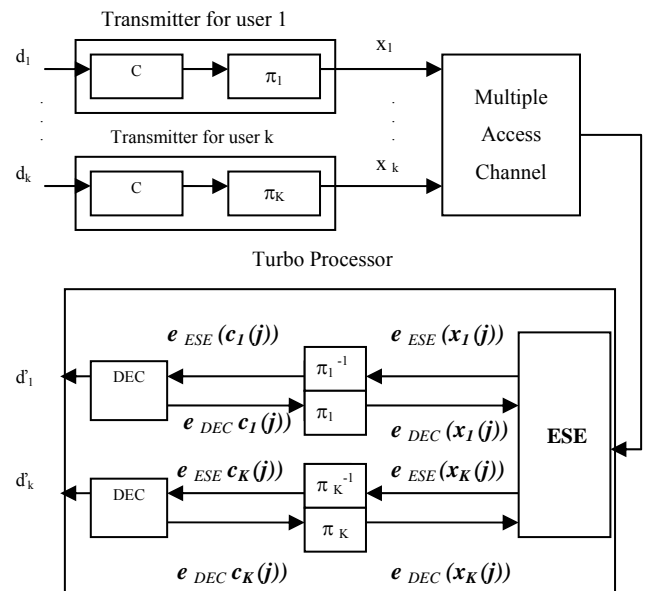 Transmitter for user 1
d1
C
π1
x1
Multiple
Access
Channel
Transmitter for user k
dk
C
πK
x k
Turbo Processor
e ESE (c1(j))
e ESE (x1(j))
d'1
DEC
π1 -1
π1
ESE
e DEC c1(j))
e DEC (x1(j))
e ESE cK(j))
e ESE(xK(j))
d'k
DEC
π K -1
π K
e DEC cK(j))
e DEC (xK(j))